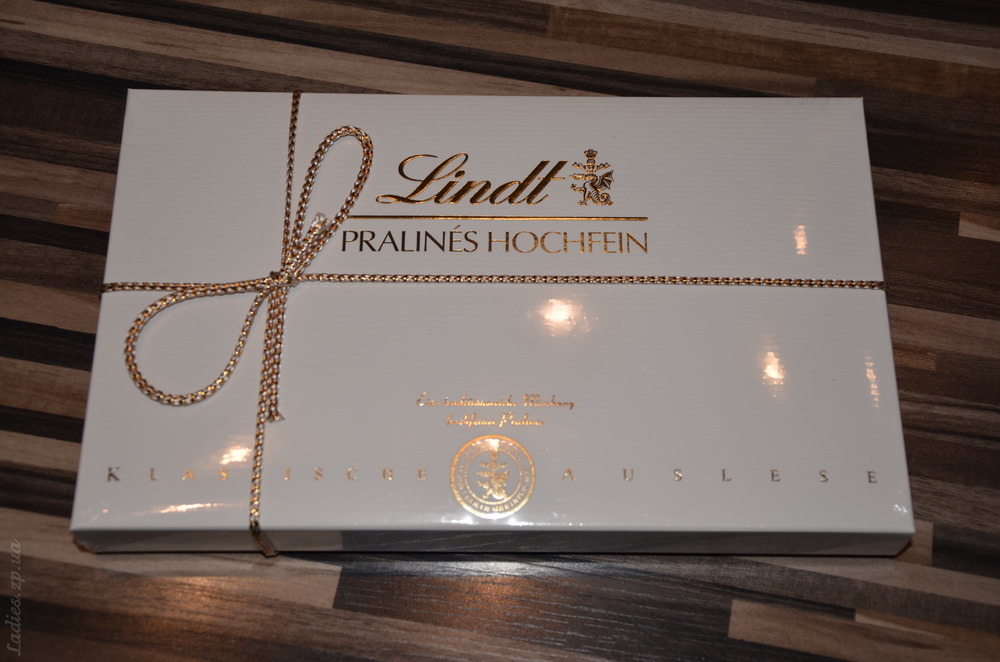 Lindt
PRALINÉS HOCHFEIN
KLASSISCHE AUSLESE
Ladies.zp.ua